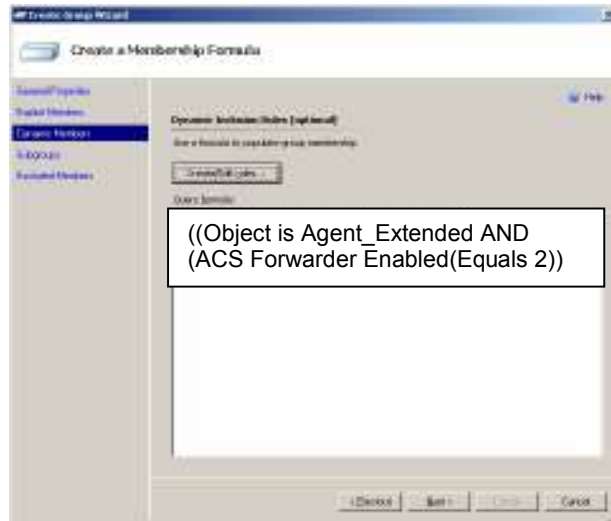 Create Group Wizard
Create a Membership Formula
General Properties
Explicit Members
Dynamic Members
Subgroups
Excluded Members
Help
Dynamic Inclusion Rules (optional)
Use a formula to populate group membership.
Create/Edit rules...
Query formula:
((Object is Agent_Extended AND
(ACS Forwarder Enabled(Equals 2))
< Previous
Next >
Create
Cancel